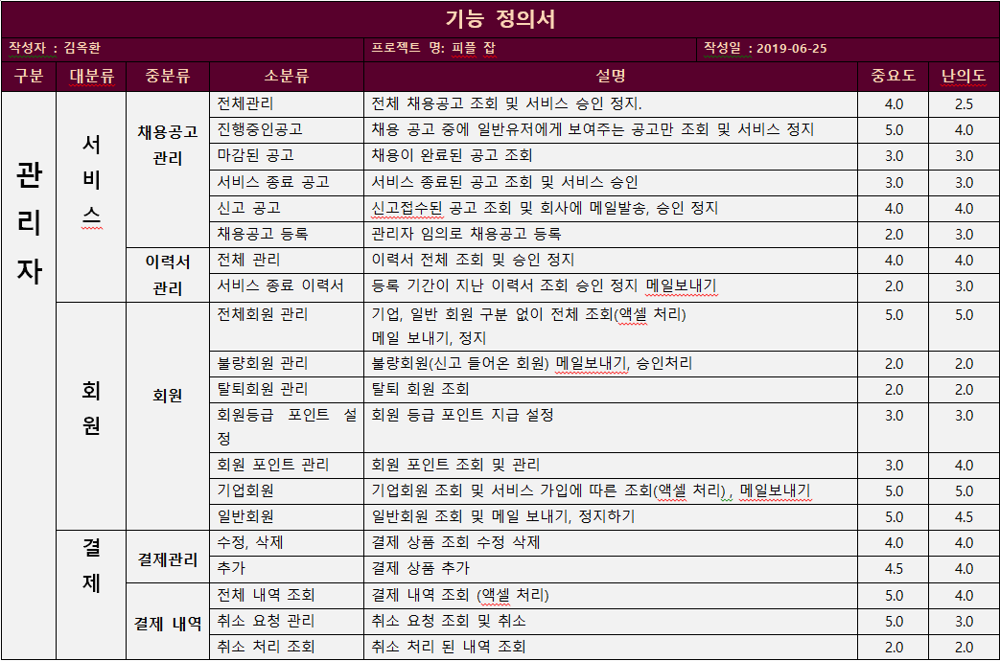 기능 정의서
작성자 : 김옥환 프로젝트 명: 피플 잡 작성일 : 2019-06-25
구분 대분류 중분류 소분류 설명 중요도 난의도
관리자 서비스 채용공고 관리 전체관리 전체 채용공고 조회 및 서비스 승인 정지. 4.0 2.5
진행중인공고 채용 공고 중에 일반유저에게 보여주는 공고만 조회 및 서비스 정지 5.0 4.0
마감된 공고 채용이 완료된 공고 조회 3.0 3.0
서비스 종료 공고 서비스 종료된 공고 조회 및 서비스 승인 3.0 3.0
신고 공고 신고접수된 공고 조회 및 회사에 메일발송, 승인 정지 4.0 4.0
채용공고 등록 관리자 임의로 채용공고 등록 2.0 3.0
이력서 관리 전체 관리 이력서 전체 조회 및 승인 정지 4.0 4.0
서비스 종료 이력서 등록 기간이 지난 이력서 조회 승인 정지 메일보내기 2.0 3.0
회원 회원 전체회원 관리 기업, 일반 회원 구분 없이 전체 조회(액셀 처리) 5.0 5.0
메일 보내기, 정지
불량회원 관리 불량회원(신고 들어온 회원) 메일보내기, 승인처리 2.0 2.0
탈퇴회원 관리 탈퇴 회원 조회 2.0 2.0
회원등급 포인트 설 회원 등급 포인트 지급 설정 3.0 3.0
정
회원 포인트 관리 회원 포인트 조회 및 관리 3.0 4.0
기업회원 기업회원 조회 및 서비스 가입에 따른 조회(액셀 처리) , 메일보내기 5.0 5.0
일반회원 일반회원 조회 및 메일 보내기, 정지하기 5.0 4.5
결제 결제관리 수정, 삭제 결제 상품 조회 수정 삭제 4.0 4.0
추가 결제 상품 추가 4.5 4.0
결제 내역 전체 내역 조회 결제 내역 조회 (액셀 처리) 5.0 4.0
취소 요청 관리 취소 요청 조회 및 취소 5.0 3.0
취소 처리 조회 취소 처리 된 내역 조회 2.0 2.0